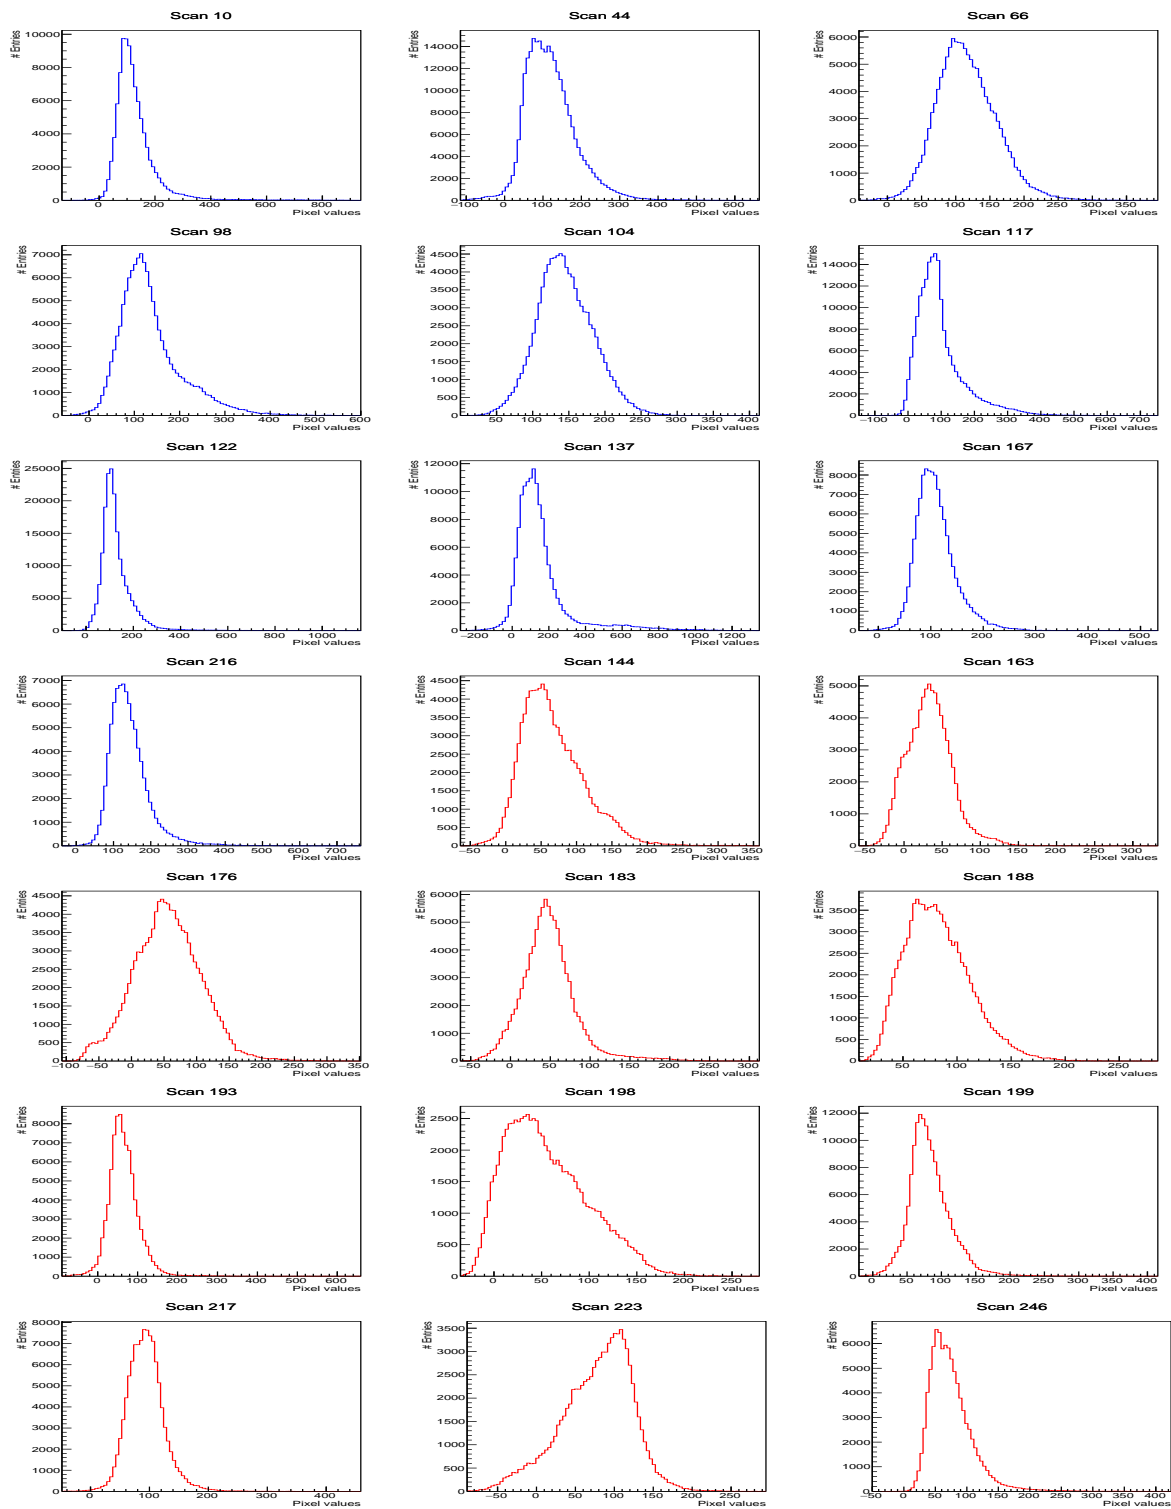 Scan 10
# Entries
10000
8000
6000
4000
2000
0
0 200 400 600 800
Pixel values
Scan 44
# Entries
14000
12000
10000
8000
6000
4000
2000
0
−100 0 100 200 300 400 500 600
Pixel values
Scan 66
# Entries
6000
5000
4000
3000
2000
1000
0
0 50 100 150 200 250 300 350
Pixel values
Scan 98
# Entries
7000
6000
5000
4000
3000
2000
1000
0
0 100 200 300 400 500 600
Pixel values
Scan 104
# Entries
4500
4000
3500
3000
2500
2000
1500
1000
500
0
50 100 150 200 250 300 350 400
Pixel values
Scan 117
# Entries
14000
12000
10000
8000
6000
4000
2000
0
−100 0 100 200 300 400 500 600 700
Pixel values
Scan 122
# Entries
25000
20000
15000
10000
5000
0
0 200 400 600 800 1000
Pixel values
Scan 137
# Entries
12000
10000
8000
6000
4000
2000
0
−200 0 200 400 600 800 1000 1200
Pixel values
Scan 167
# Entries
8000
7000
6000
5000
4000
3000
2000
1000
0
0 100 200 300 400 500
Pixel values
Scan 216
# Entries
7000
6000
5000
4000
3000
2000
1000
0
0 100 200 300 400 500 600 700
Pixel values
Scan 144
# Entries
4500
4000
3500
3000
2500
2000
1500
1000
500
0
−50 0 50 100 150 200 250 300 350
Pixel values
Scan 163
# Entries
5000
4000
3000
2000
1000
0
−50 0 50 100 150 200 250 300
Pixel values
Scan 176
# Entries
4500
4000
3500
3000
2500
2000
1500
1000
500
0
−100 −50 0 50 100 150 200 250 300 350
Pixel values
Scan 183
# Entries
6000
5000
4000
3000
2000
1000
0
−50 0 50 100 150 200 250 300
Pixel values
Scan 188
# Entries
3500
3000
2500
2000
1500
1000
500
0
50 100 150 200 250
Pixel values
Scan 193
# Entries
8000
7000
6000
5000
4000
3000
2000
1000
0
0 100 200 300 400 500 600
Pixel values
Scan 198
# Entries
2500
2000
1500
1000
500
0
0 50 100 150 200 250
Pixel values
Scan 199
# Entries
12000
10000
8000
6000
4000
2000
0
0 50 100 150 200 250 300 350 400
Pixel values
Scan 217
# Entries
8000
7000
6000
5000
4000
3000
2000
1000
0
0 100 200 300 400
Pixel values
Scan 223
# Entries
3500
3000
2500
2000
1500
1000
500
0
−50 0 50 100 150 200 250
Pixel values
Scan 246
# Entries
6000
5000
4000
3000
2000
1000
0
−50 0 50 100 150 200 250 300 350 400
Pixel values